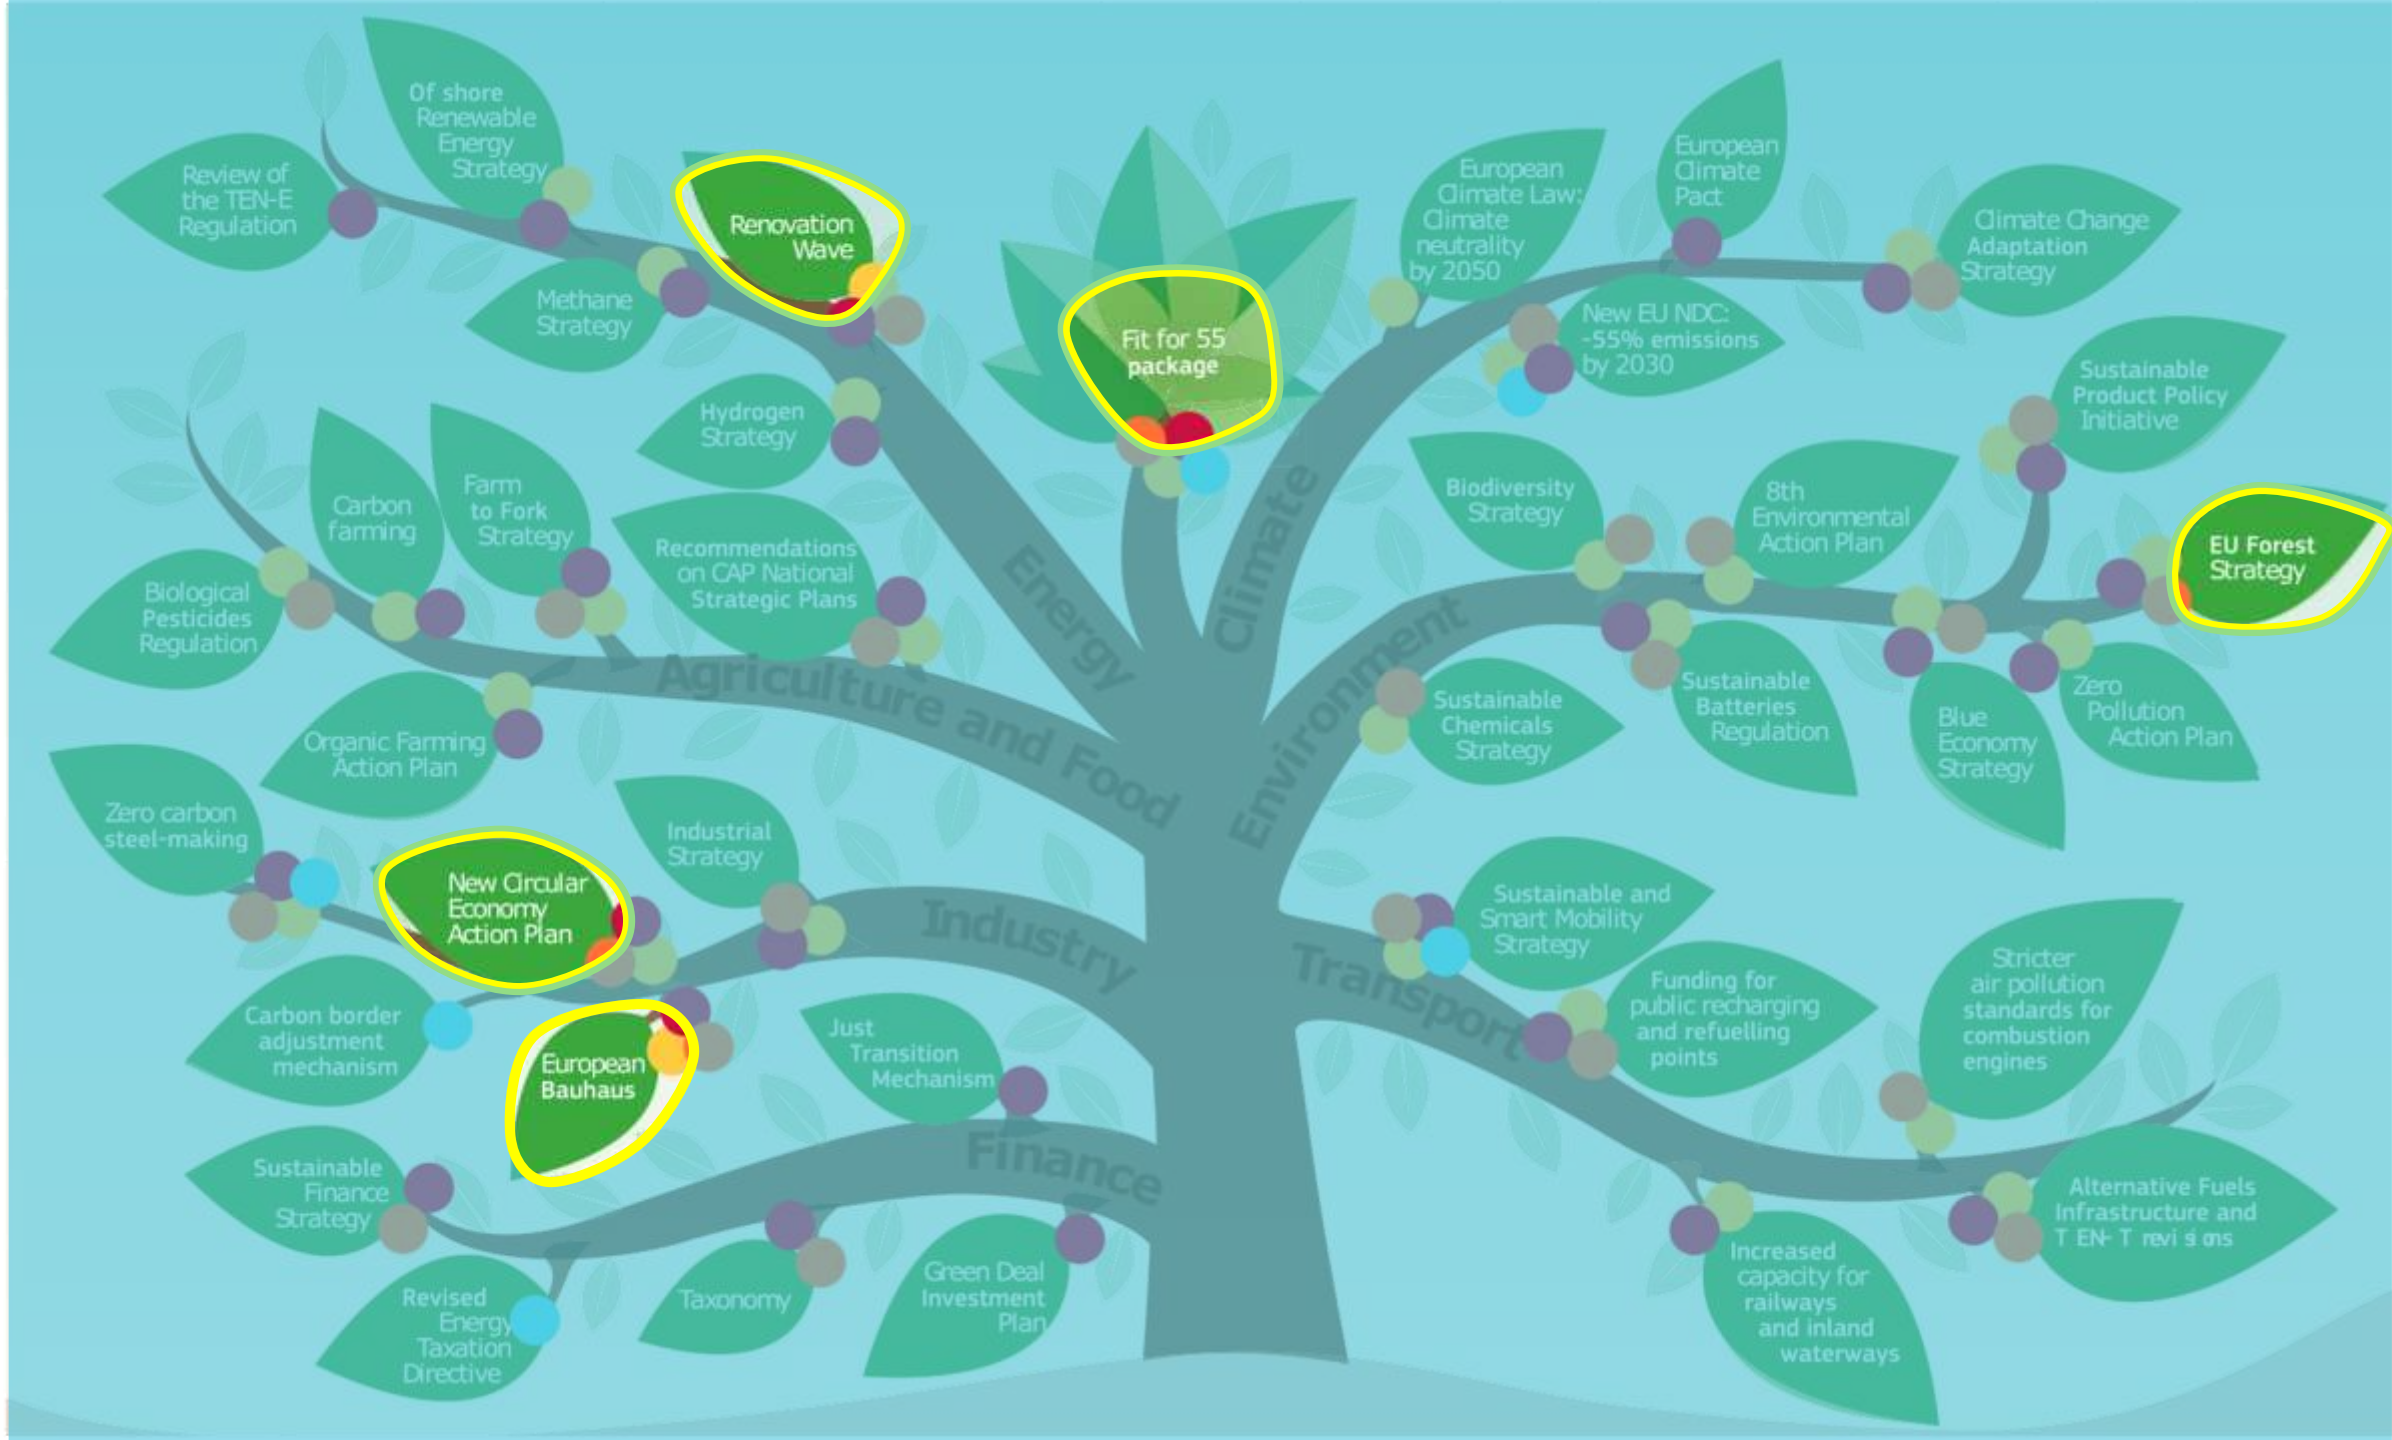 Of shore
Renewable
Energy
Strategy
Review of
the TEN-E
Regulation
Renovation
Wave
Methane
Strategy
Hydrogen
Strategy
Fit for 55
package
European
Climate Law:
Climate
neutrality
by 2050
European
Climate
Pact
Climate Change
Adaptation
Strategy
New EU NDC:
-55% emissions
by 2030
Sustainable
Product Policy
Initiative
Carbon
farming
Farm
to Fork
Strategy
Recommendations
on CAP National
Strategic Plans
Biological
Pesticides
Regulation
Organic Farming
Action Plan
Energy
Climate
Agriculture and Food
Environment
Biodiversity
Strategy
8th
Environmental
Action Plan
EU Forest
Strategy
Sustainable
Chemicals
Strategy
Sustainable
Batteries
Regulation
Blue
Economy
Strategy
Zero
Pollution
Action Plan
Zero carbon
steel-making
New Circular
Economy
Action Plan
Industrial
Strategy
Industry
Carbon border
adjustment
mechanism
European
Bauhaus
Just
Transition
Mechanism
Finance
Sustainable
Finance
Strategy
Revised
Energy
Taxation
Directive
Taxonomy
Green Deal
Investment
Plan
Transport
Sustainable and
Smart Mobility
Strategy
Funding for
public recharging
and refuelling
points
Stricter
air pollution
standards for
combustion
engines
Alternative Fuels
Infrastructure and
TEN-T revisions
Increased
capacity for
railways
and inland
waterways